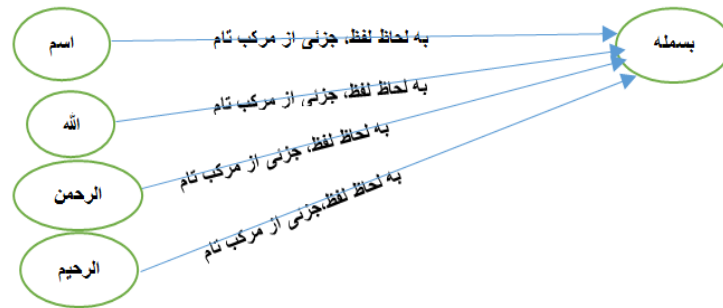 اسم
به لحاظ لفظ، جزئی از مرکب تام
بسمله
الله
به لحاظ لفظ، جزئی از مرکب تام
الرحمن
به لحاظ لفظ، جزئی از مرکب تام
الرحیم
به لحاظ لفظ،جزئی از مرکب تام